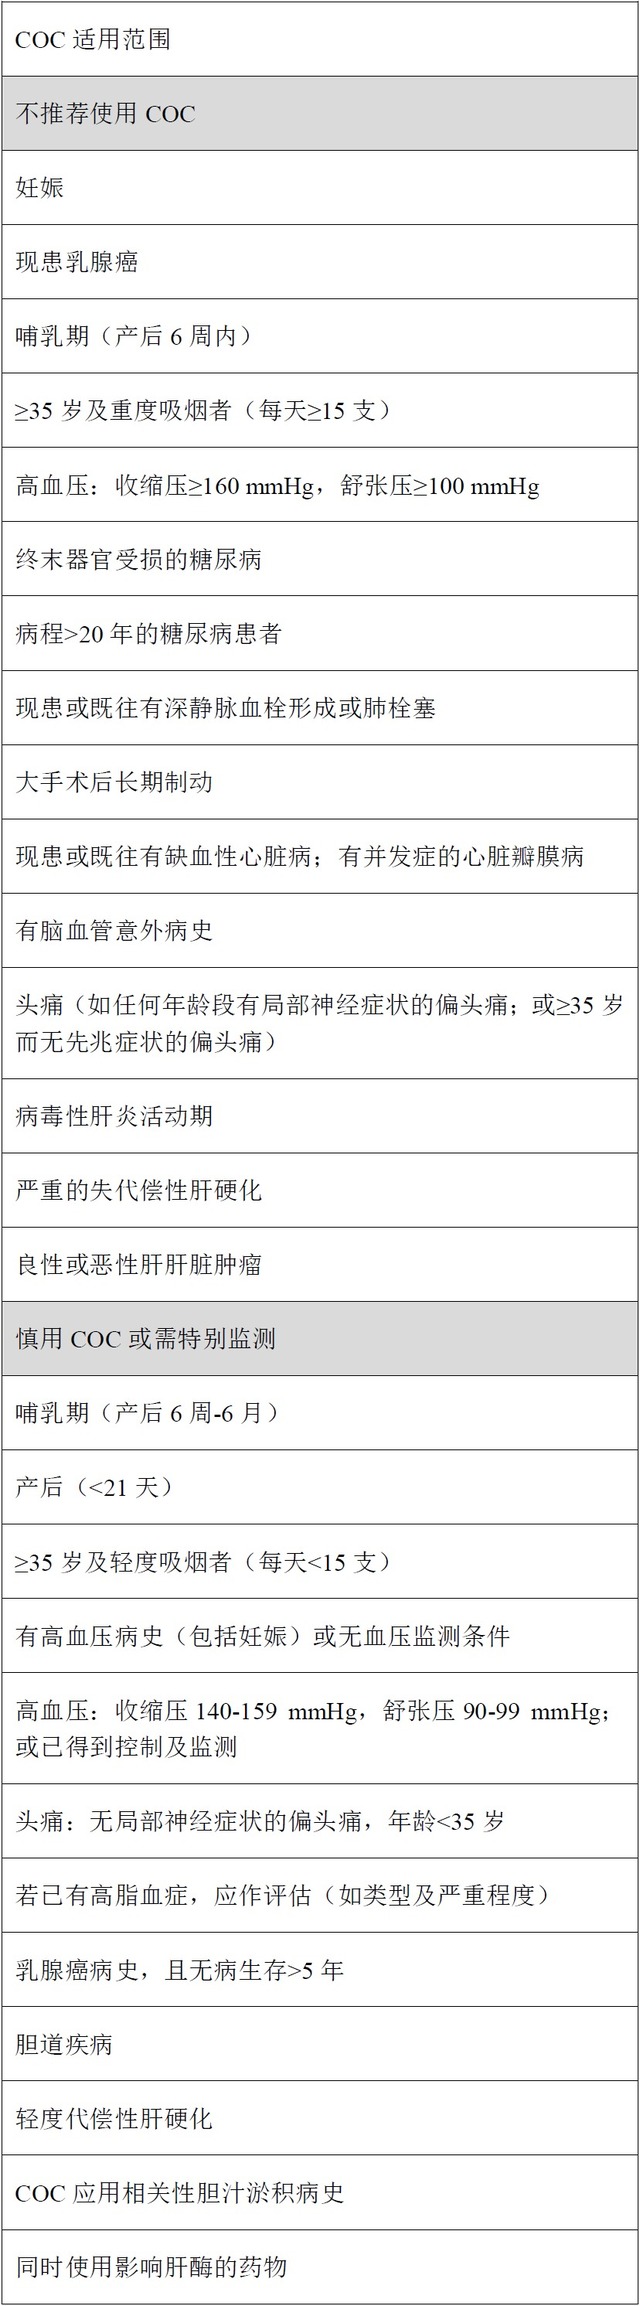 COC 适用范围
不推荐使用 COC
妊娠
现患乳腺癌
哺乳期（产后 6 周内）
≥35 岁及重度吸烟者（每天≥15 支）
高血压：收缩压≥160 mmHg，舒张压≥100 mmHg
终末器官受损的糖尿病
病程>20 年的糖尿病患者
现患或既往有深静脉血栓形成或肺栓塞
大手术后长期制动
现患或既往有缺血性心脏病；有并发症的心脏瓣膜病
有脑血管意外病史
头痛（如任何年龄段有局部神经症状的偏头痛；或≥35 岁
而无先兆症状的偏头痛）
病毒性肝炎活动期
严重的失代偿性肝硬化
良性或恶性肝肝脏肿瘤
慎用 COC 或需特别监测
哺乳期（产后 6 周-6 月）
产后（<21 天）
≥35 岁及轻度吸烟者（每天<15 支）
有高血压病史（包括妊娠）或无血压监测条件
高血压：收缩压 140-159 mmHg，舒张压 90-99 mmHg；
或已得到控制及监测
头痛：无局部神经症状的偏头痛，年龄<35 岁
若已有高脂血症，应作评估（如类型及严重程度）
乳腺癌病史，且无病生存>5 年
胆道疾病
轻度代偿性肝硬化
COC 应用相关性胆汁淤积病史
同时使用影响肝酶的药物